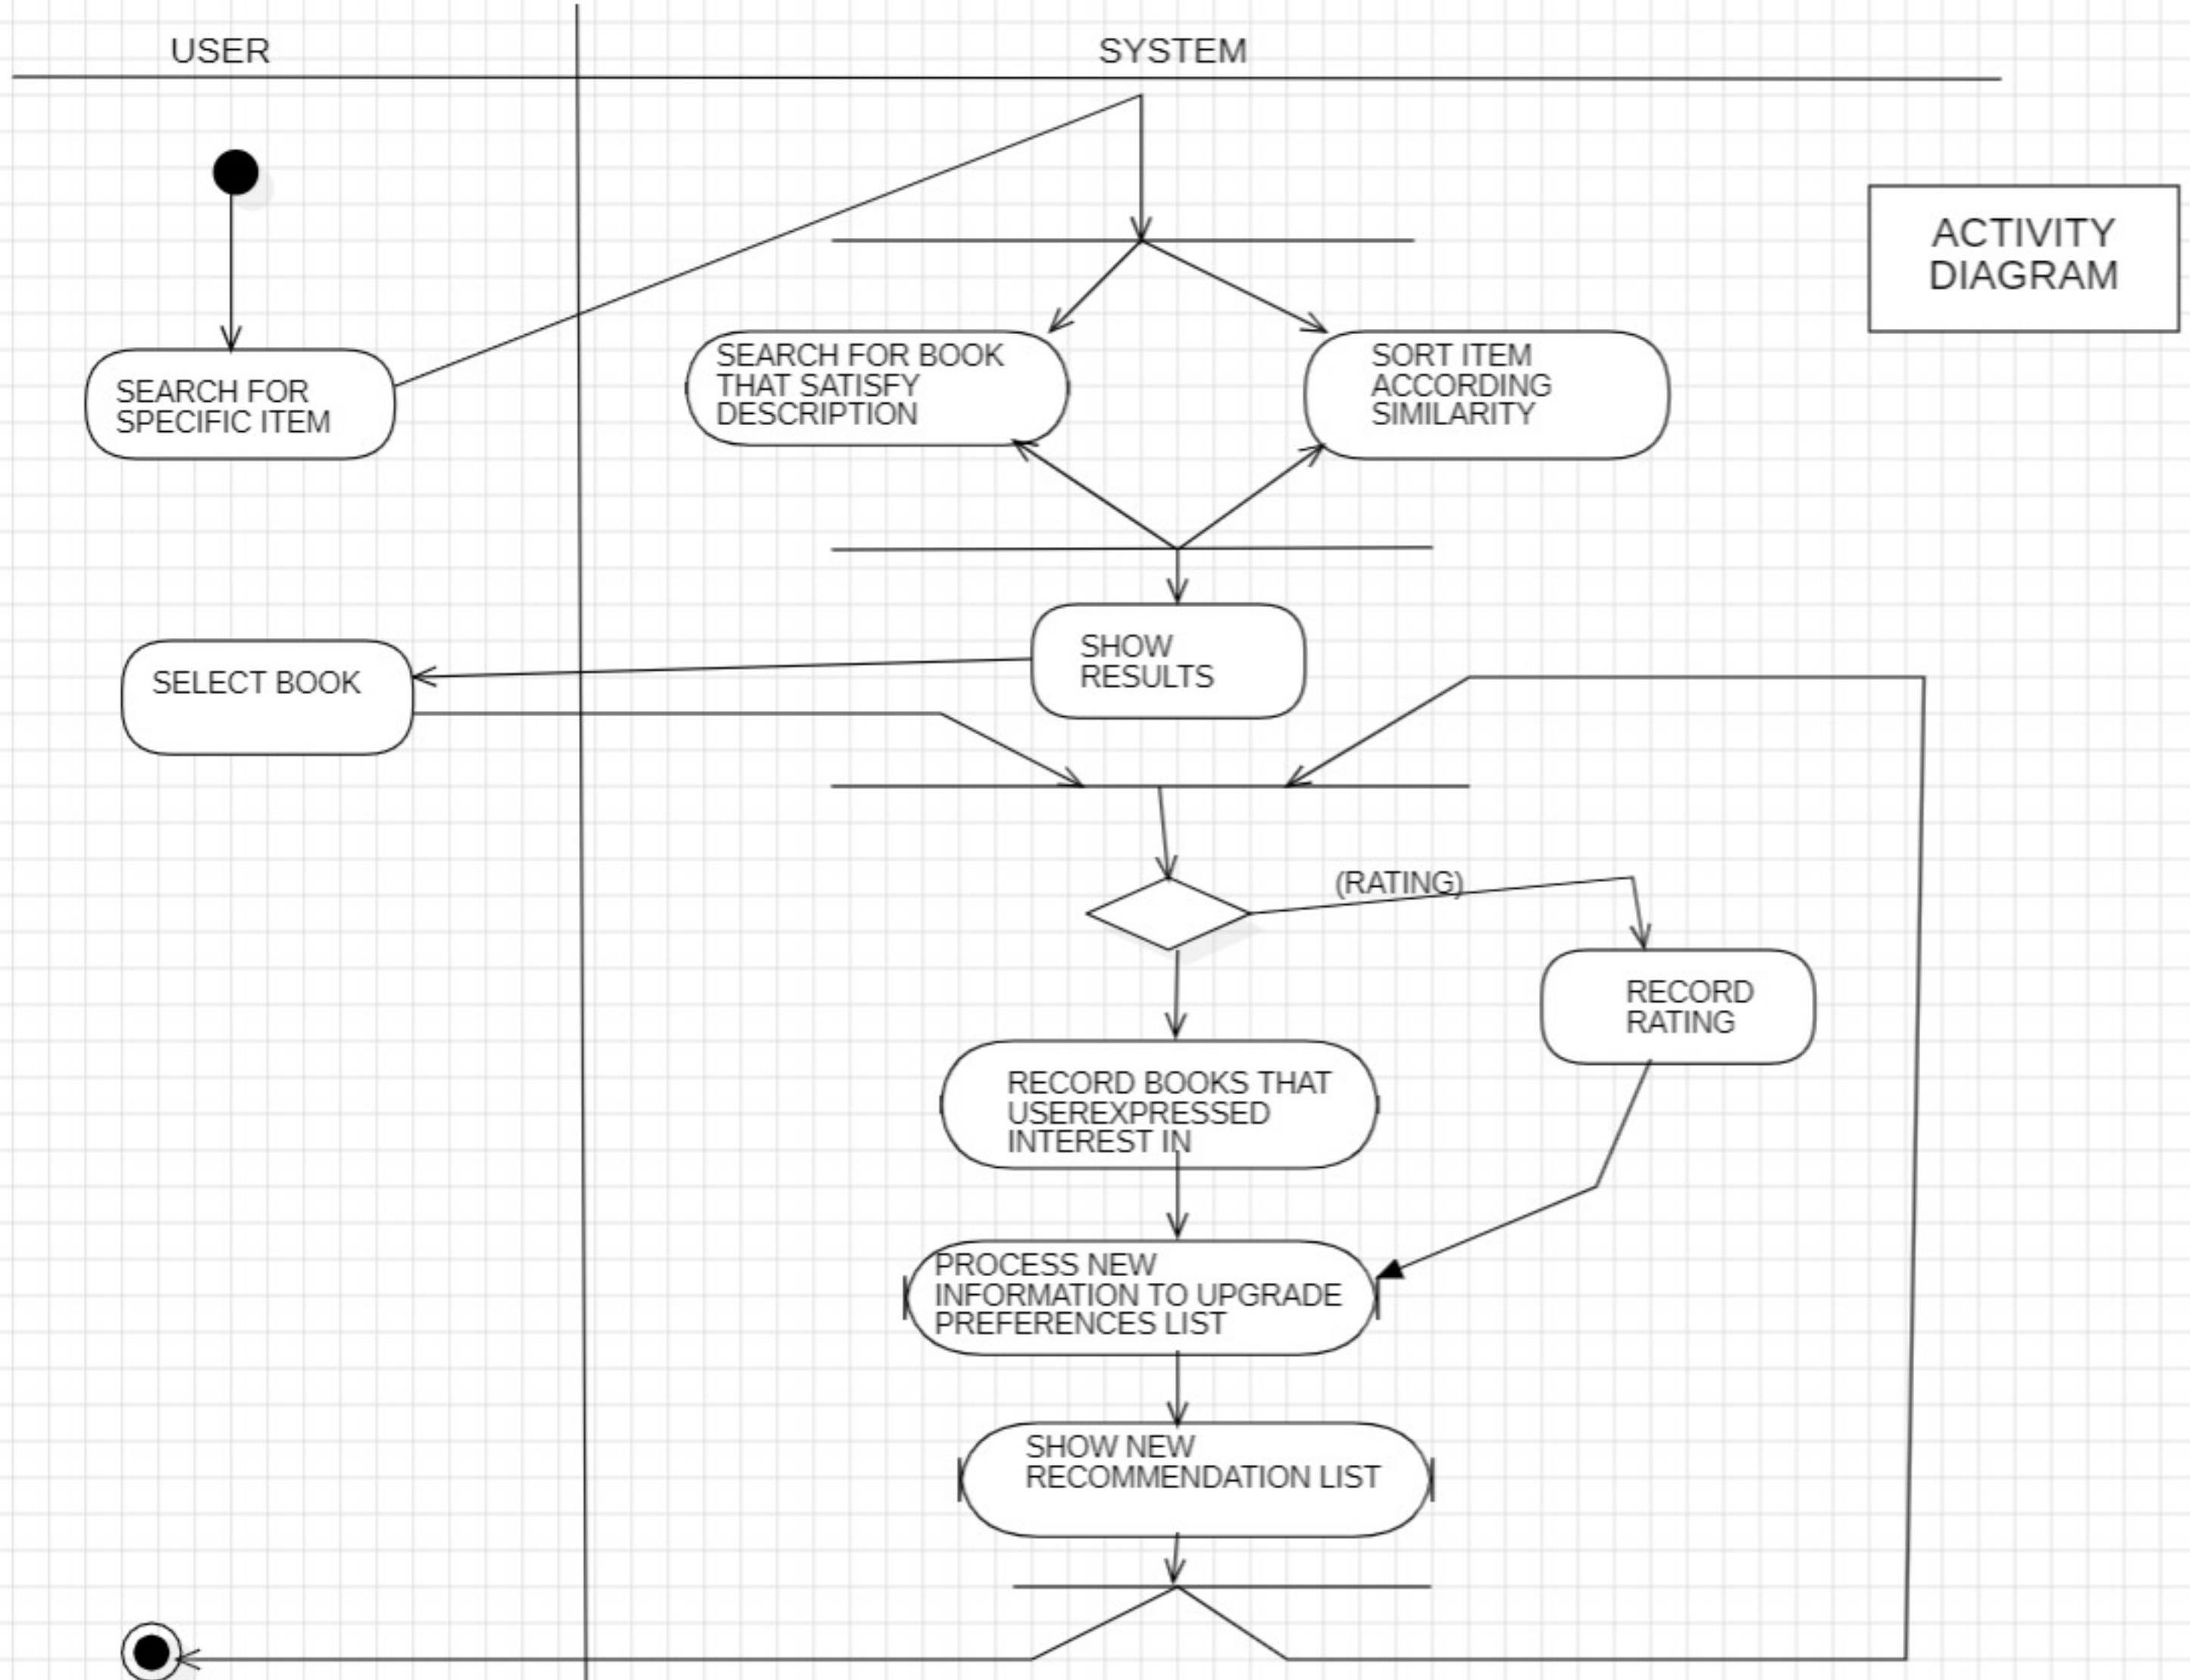 USER
SYSTEM
ACTIVITY
DIAGRAM
SEARCH FOR
SPECIFIC ITEM
SEARCH FOR BOOK
THAT SATISFY
DESCRIPTION
SORT ITEM
ACCORDING
SIMILARITY
SHOW
RESULTS
SELECT BOOK
(RATING)
RECORD
RATING
RECORD BOOKS THAT
USEREXPRESSED
INTEREST IN
PROCESS NEW
INFORMATION TO UPGRADE
PREFERENCES LIST
SHOW NEW
RECOMMENDATION LIST